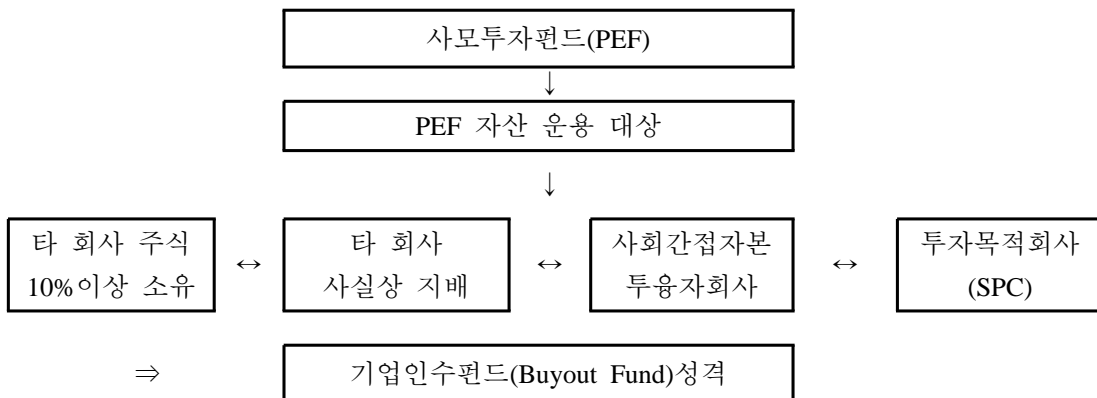 사모투자펀드(PEF)
↓
PEF 자산 운용 대상
↓
타 회사 주식 10%이상 소유 ↔ 타 회사 사실상 지배 ↔ 사회간접자본 투융자회사 ↔ 투자목적회사 (SPC)
⇒ 기업인수펀드(Buyout Fund)성격